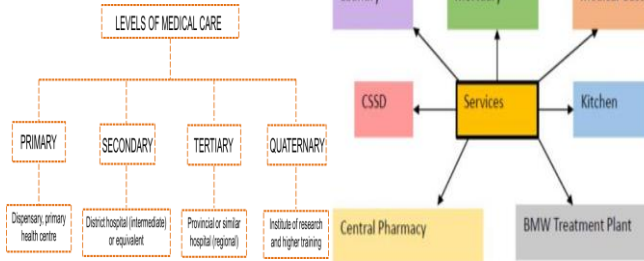 LEVELS OF MEDICAL CARE
PRIMARY
SECONDARY
TERTIARY
QUATERNARY
Dispensary, primary
health centre
District hospital (intermediate)
or equivalent
Provincial or similar
hospital (regional)
Institute of research
and higher training
CSSD
Services
Kitchen
Central Pharmacy
BMW Treatment Plant